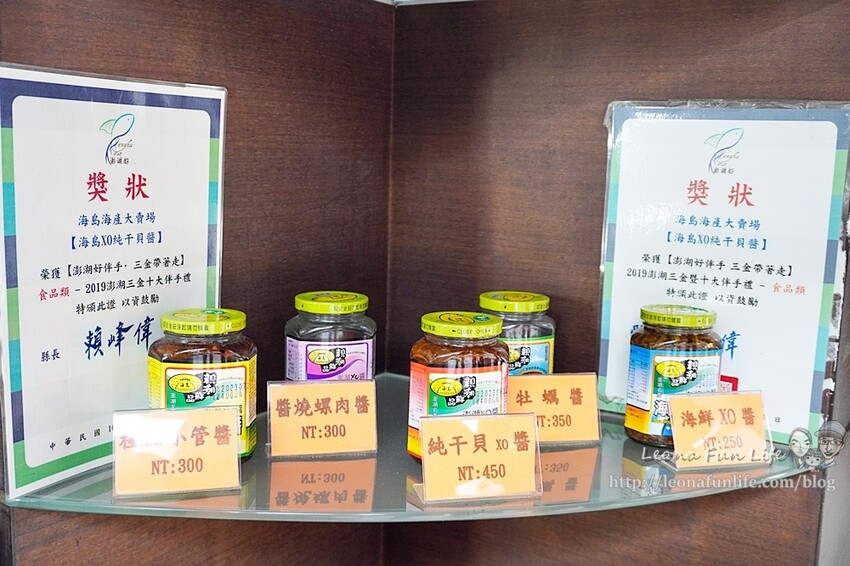 澎湖好
獎狀
海島海產大賣場
【海島XO純干貝醬】
榮獲【澎湖好伴手·三金帶著走】
食品類 - 2019澎湖三金十大伴手禮
特頒此證 以資鼓勵
縣長 賴峰偉
中華民國
澎湖好
獎狀
海島海產大賣場
【海島XO純干貝醬】
榮獲【澎湖好伴手 三金帶著走】
2019澎湖三金暨十大伴手禮 - 食品類
特頒此證 以資鼓勵
小管醬
NT:300
醬燒螺肉醬
NT:300
純干貝XO醬
NT:450
牡蠣醬
NT:350
海鮮XO醬
NT:250
Leona Fun Life
http://leonafunlife.com/blog